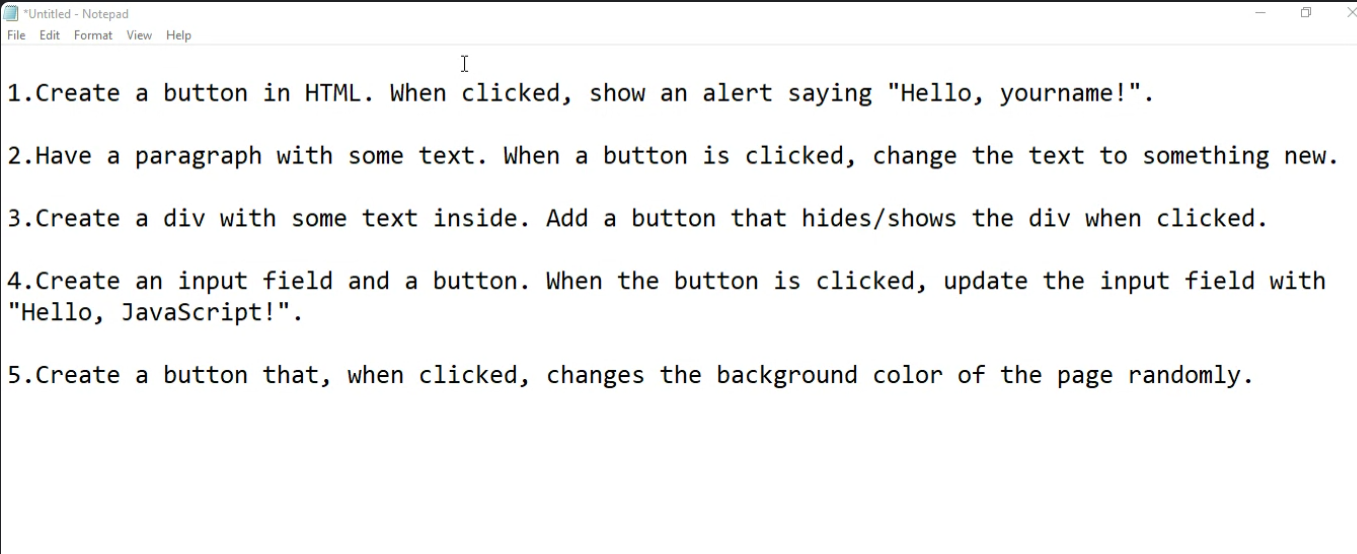 *Untitled - Notepad
File Edit Format View Help
1.Create a button in HTML. When clicked, show an alert saying "Hello, yourname!".
2.Have a paragraph with some text. When a button is clicked, change the text to something new.
3.Create a div with some text inside. Add a button that hides/shows the div when clicked.
4.Create an input field and a button. When the button is clicked, update the input field with
"Hello, JavaScript!".
5.Create a button that, when clicked, changes the background color of the page randomly.